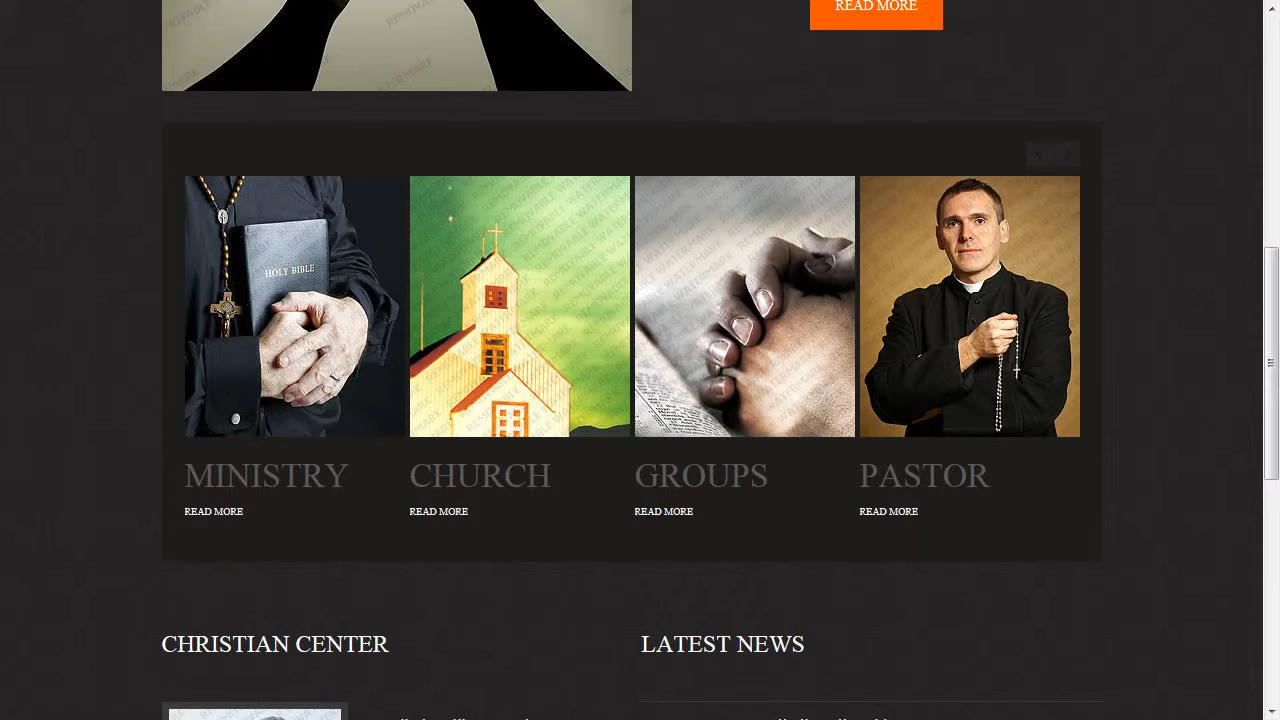 READ MORE
HOLY BIBLE
MINISTRY
CHURCH
GROUPS
PASTOR
READ MORE
READ MORE
READ MORE
READ MORE
CHRISTIAN CENTER
LATEST NEWS